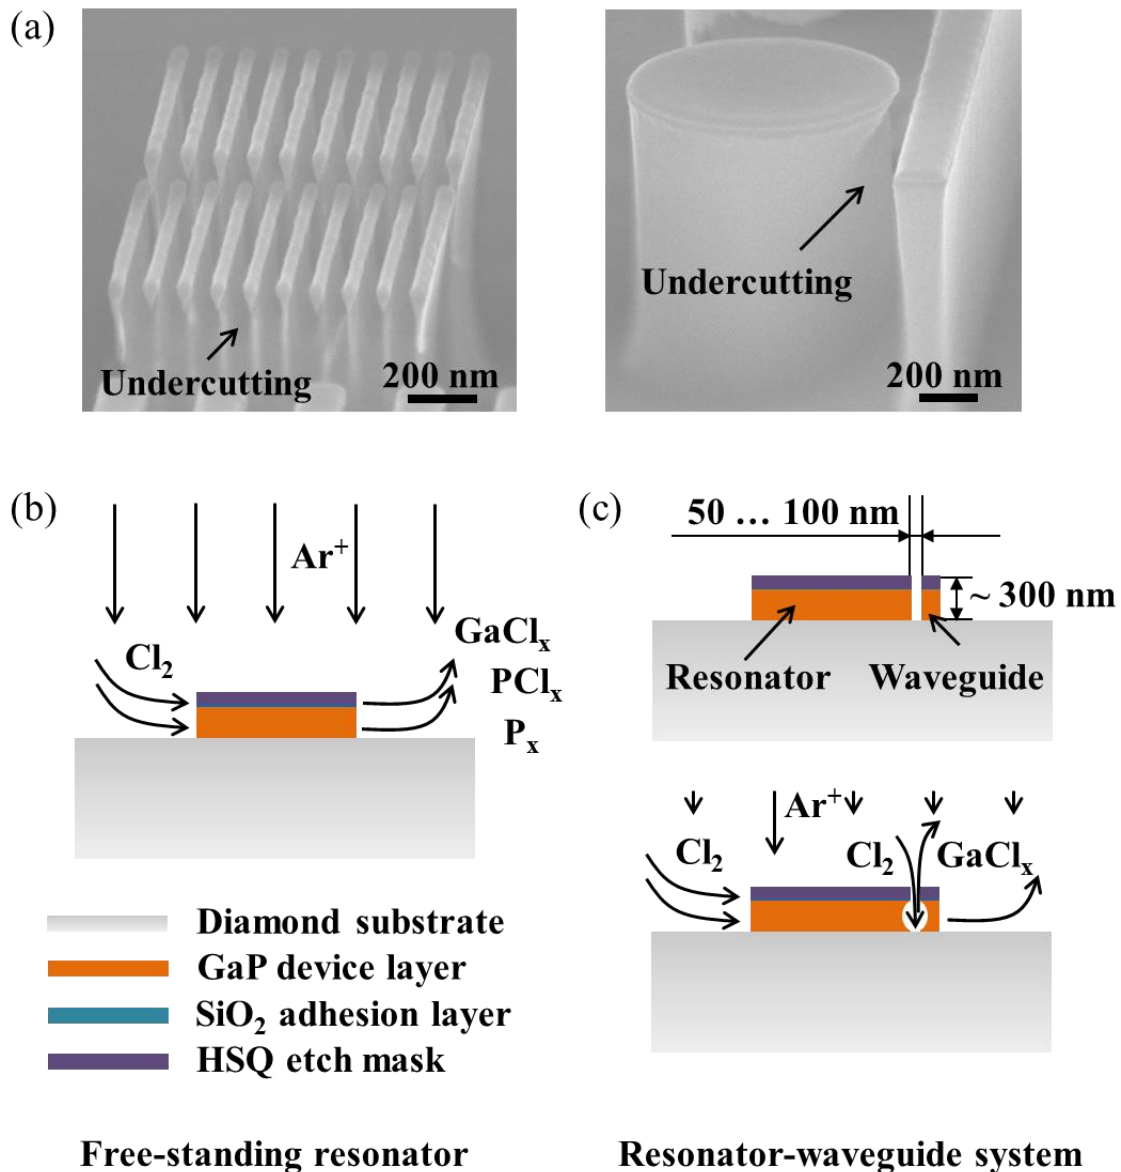 (a)
Undercutting
200 nm
Undercutting
200 nm
(b)
Ar⁺
Cl₂
GaClₓ
PClₓ
Pₓ
Diamond substrate
GaP device layer
SiO₂ adhesion layer
HSQ etch mask
Free-standing resonator
(c)
50 … 100 nm
~ 300 nm
Resonator
Waveguide
Ar⁺
Cl₂
Cl₂
GaClₓ
Resonator-waveguide system